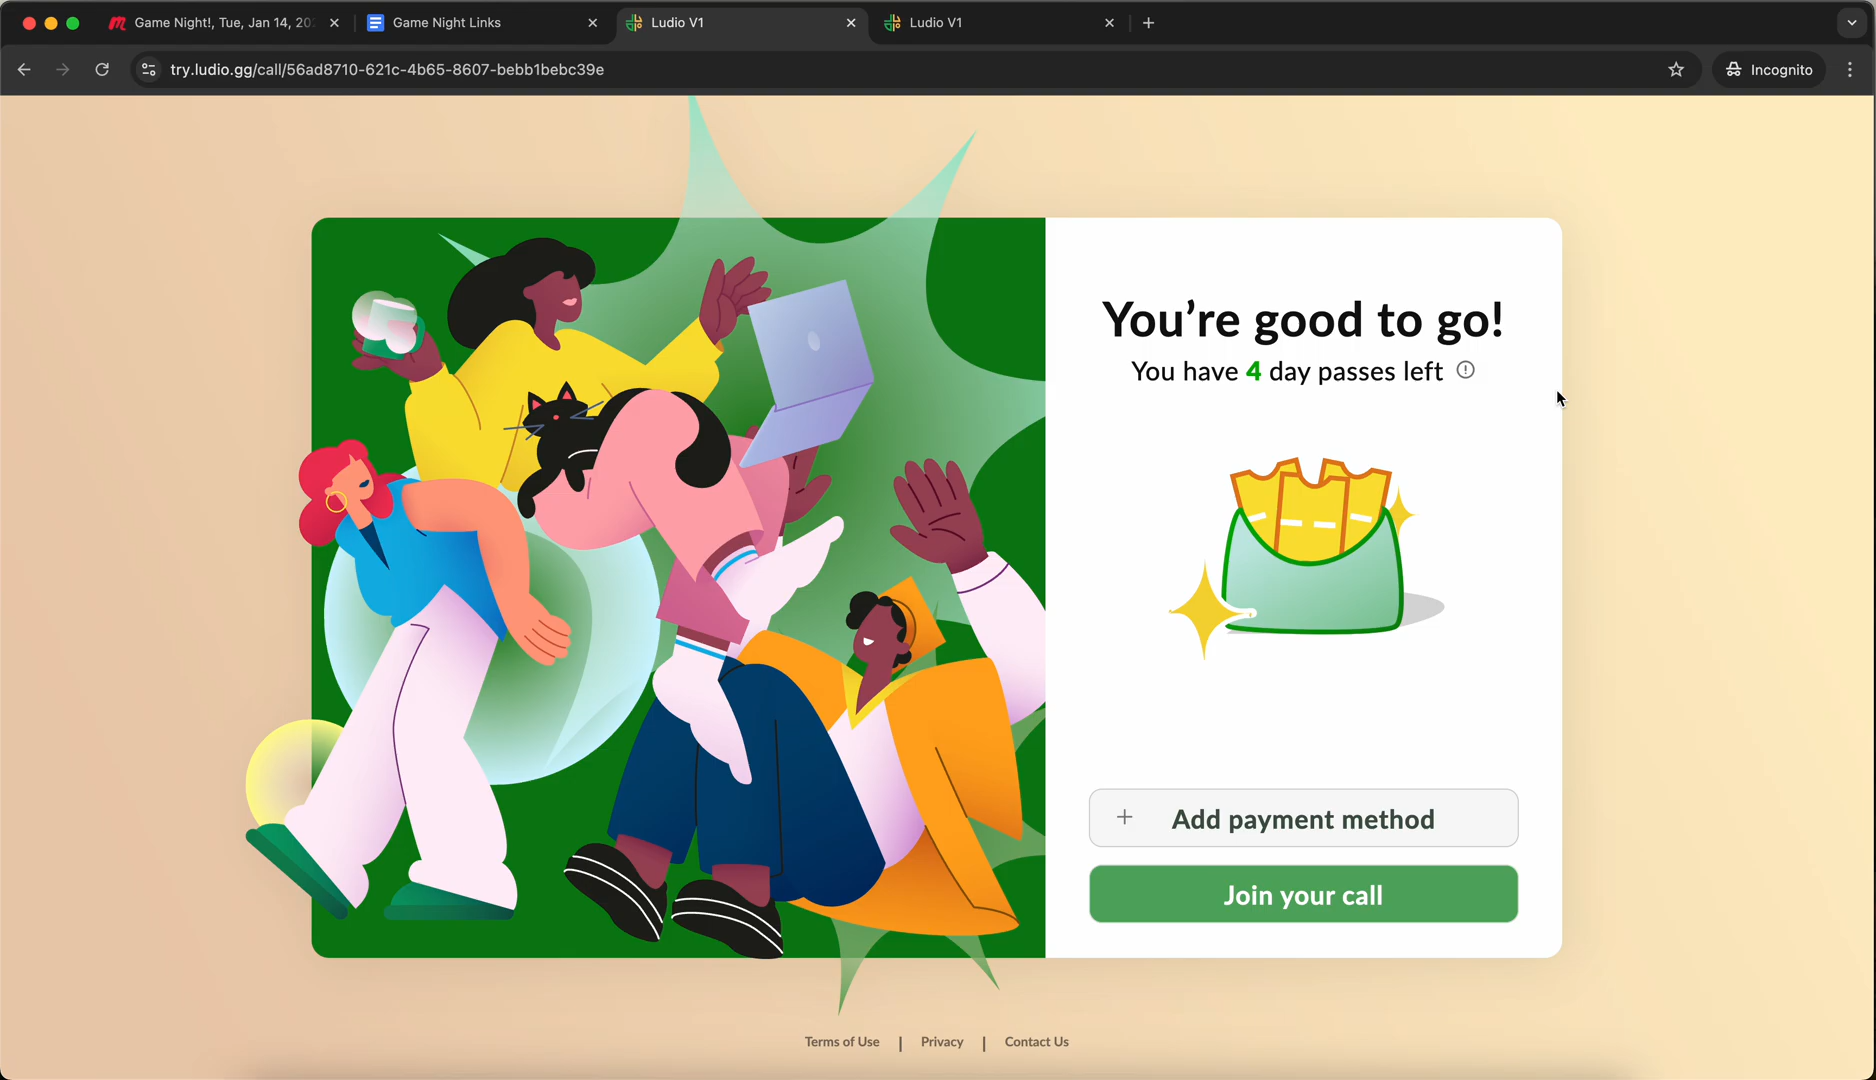 Game Night!, Tue, Jan 14, 20
Game Night Links
Ludio V1
Ludio V1
try.ludio.gg/call/56ad8710-621c-4b65-8607-bebb1bebc39e
Incognito
You’re good to go!
You have 4 day passes left
+ Add payment method
Join your call
Terms of Use | Privacy | Contact Us